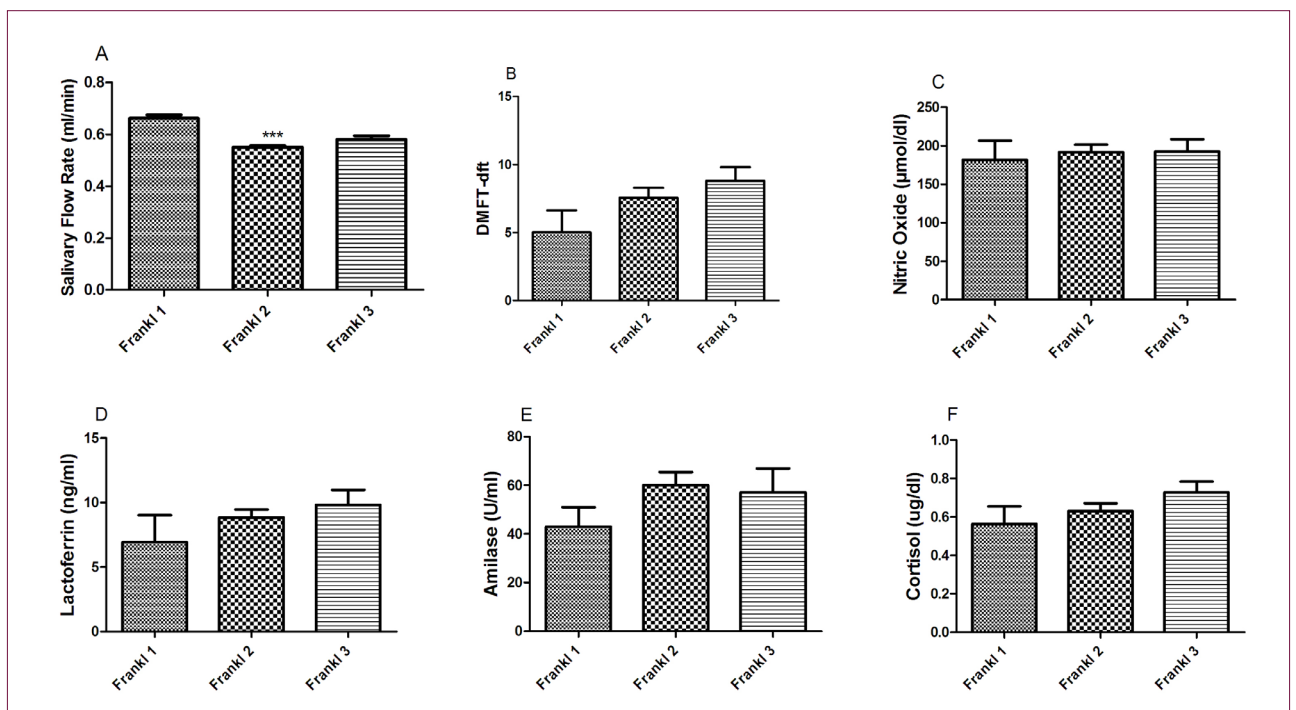 A
Salivary Flow Rate (ml/min)
0.8
0.6
0.4
0.2
0.0
***
Frankl 1
Frankl 2
Frankl 3
B
DMFT-dft
15
10
5
0
Frankl 1
Frankl 2
Frankl 3
C
Nitric Oxide (µmol/dl)
250
200
150
100
50
0
Frankl 1
Frankl 2
Frankl 3
D
Lactoferrin (ng/ml)
15
10
5
0
Frankl 1
Frankl 2
Frankl 3
E
Amilase (U/ml)
80
60
40
20
0
Frankl 1
Frankl 2
Frankl 3
F
Cortisol (ug/dl)
1.0
0.8
0.6
0.4
0.2
0.0
Frankl 1
Frankl 2
Frankl 3